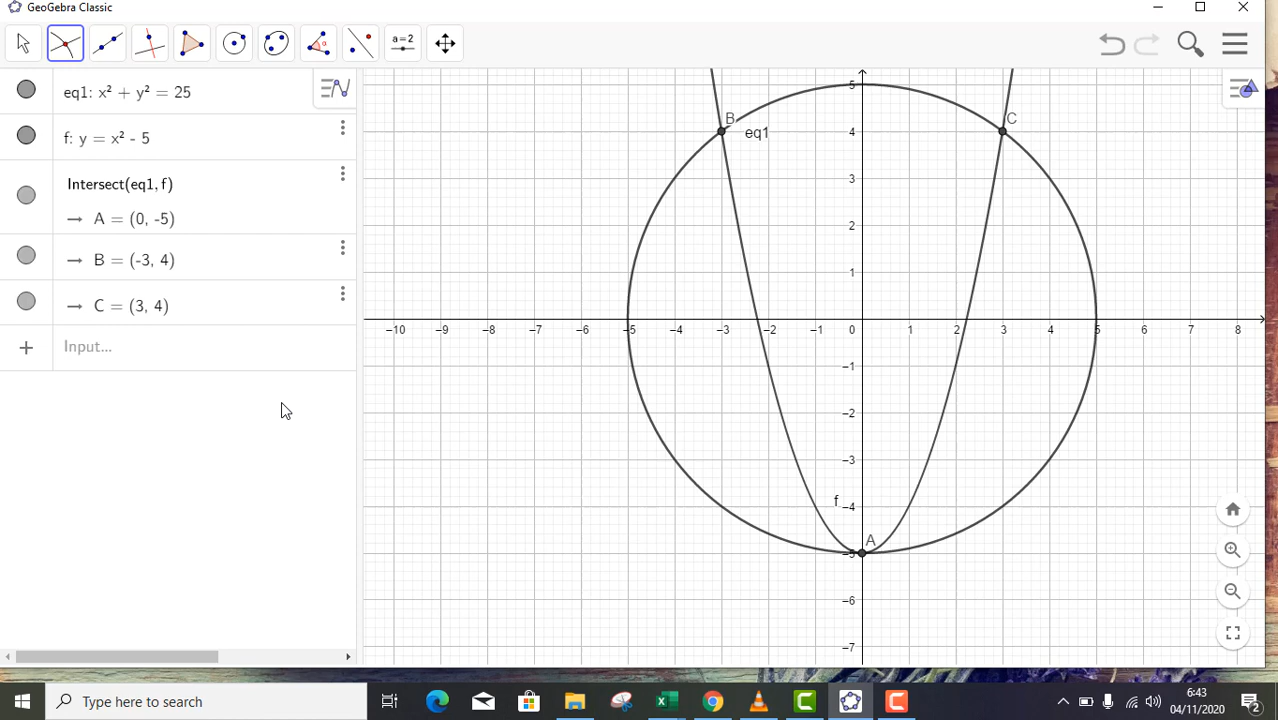 GeoGebra Classic
a=2
eq1: x² + y² = 25
f: y = x² - 5
Intersect(eq1, f)
→ A = (0, -5)
→ B = (-3, 4)
→ C = (3, 4)
+ Input...
B
eq1
C
f
A
5
4
3
2
1
−10 −9 −8 −7 −6 −5 −4 −3 −2 −1 0 1 2 3 4 5 6 7 8
−1
−2
−3
−4
−5
−6
−7
Type here to search
6:43
04/11/2020
2